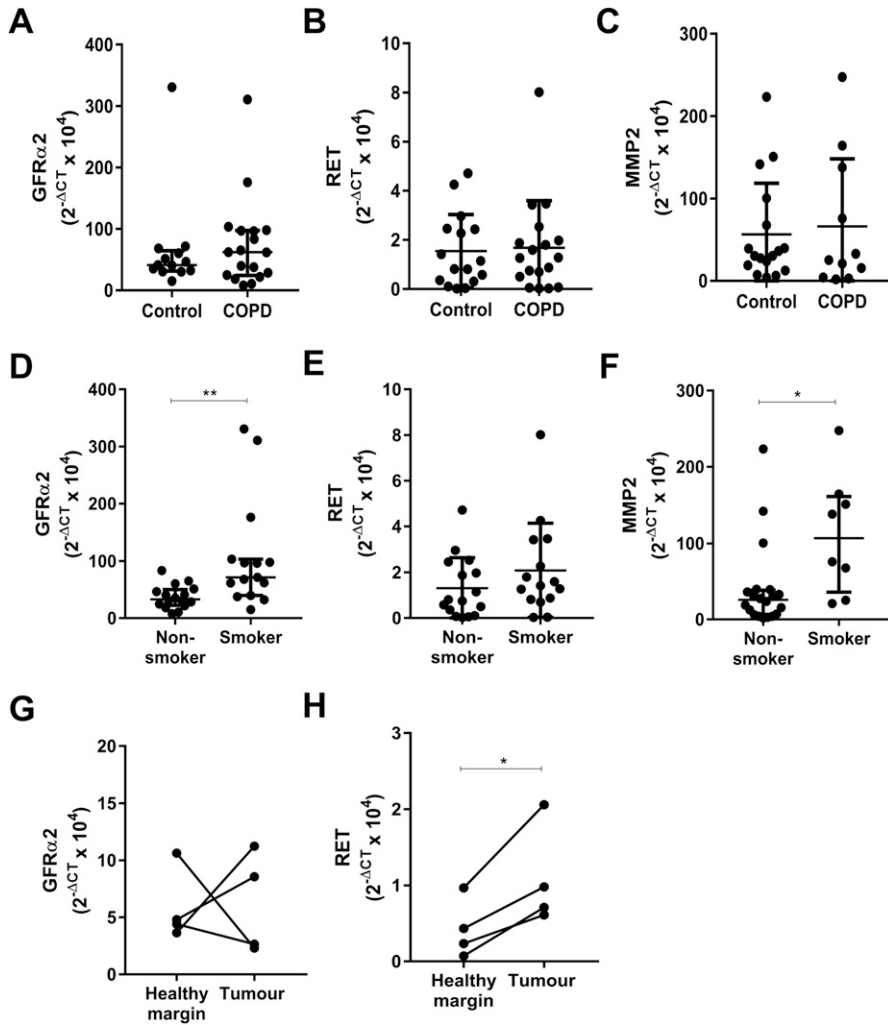 A
GFRα2
(2^-ΔCT x 10^4)
400
300
200
100
0
Control COPD
B
RET
(2^-ΔCT x 10^4)
10
8
6
4
2
0
Control COPD
C
MMP2
(2^-ΔCT x 10^4)
300
200
100
0
Control COPD
D
GFRα2
(2^-ΔCT x 10^4)
400
300
200
100
0
**
Non-
smoker
Smoker
E
RET
(2^-ΔCT x 10^4)
10
8
6
4
2
0
Non-
smoker
Smoker
F
MMP2
(2^-ΔCT x 10^4)
300
200
100
0
*
Non-
smoker
Smoker
G
GFRα2
(2^-ΔCT x 10^4)
20
15
10
5
0
Healthy
margin
Tumour
H
RET
(2^-ΔCT x 10^4)
3
2
1
0
*
Healthy
margin
Tumour